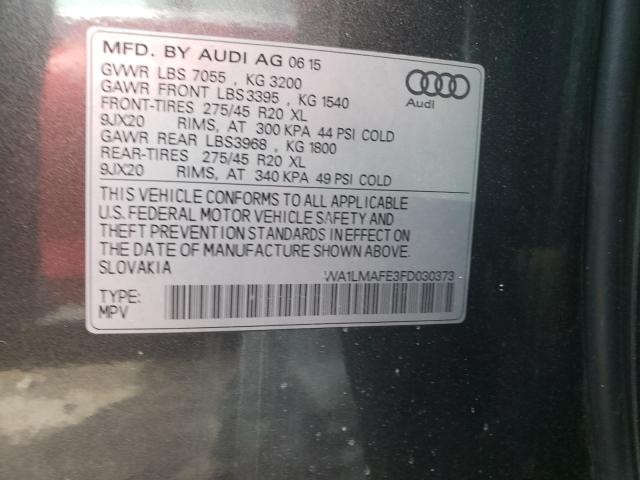 MFD. BY AUDI AG 06 15
GVWR LBS 7055 , KG 3200
GAWR FRONT LBS3395 , KG 1540
FRONT-TIRES 275/45 R20 XL
9JX20 RIMS, AT 300 KPA 44 PSI COLD
GAWR REAR LBS3968 , KG 1800
REAR-TIRES 275/45 R20 XL
9JX20 RIMS, AT 340 KPA 49 PSI COLD
Audi
THIS VEHICLE CONFORMS TO ALL APPLICABLE
U.S. FEDERAL MOTOR VEHICLE SAFETY AND
THEFT PREVENTION STANDARDS IN EFFECT ON
THE DATE OF MANUFACTURE SHOWN ABOVE.
SLOVAKIA
WA1LMAFE3FD030373
TYPE:
MPV